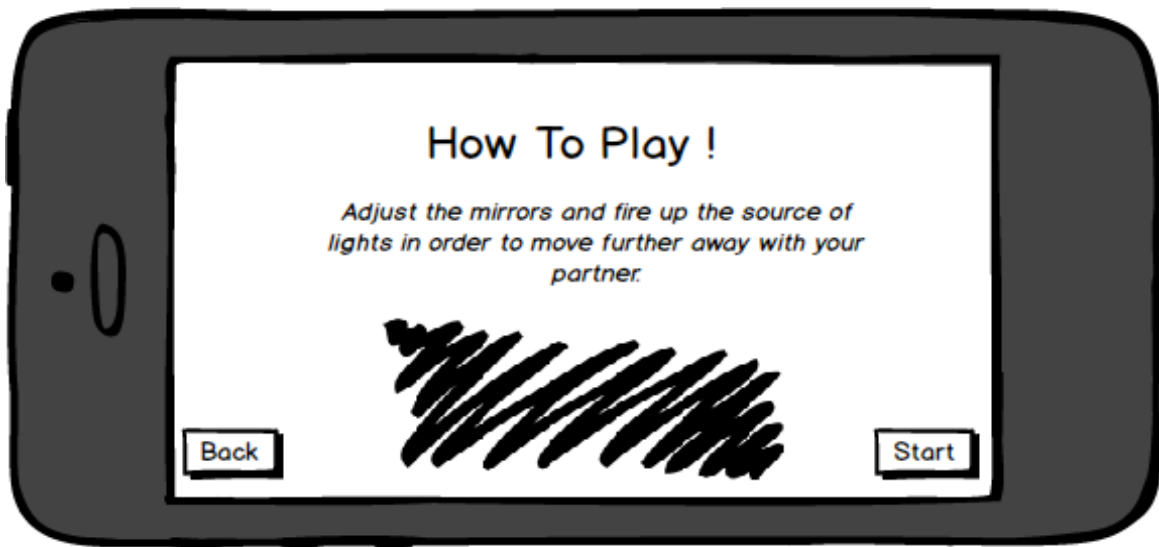 How To Play !
Adjust the mirrors and fire up the source of
lights in order to move further away with your
partner.
Back
Start